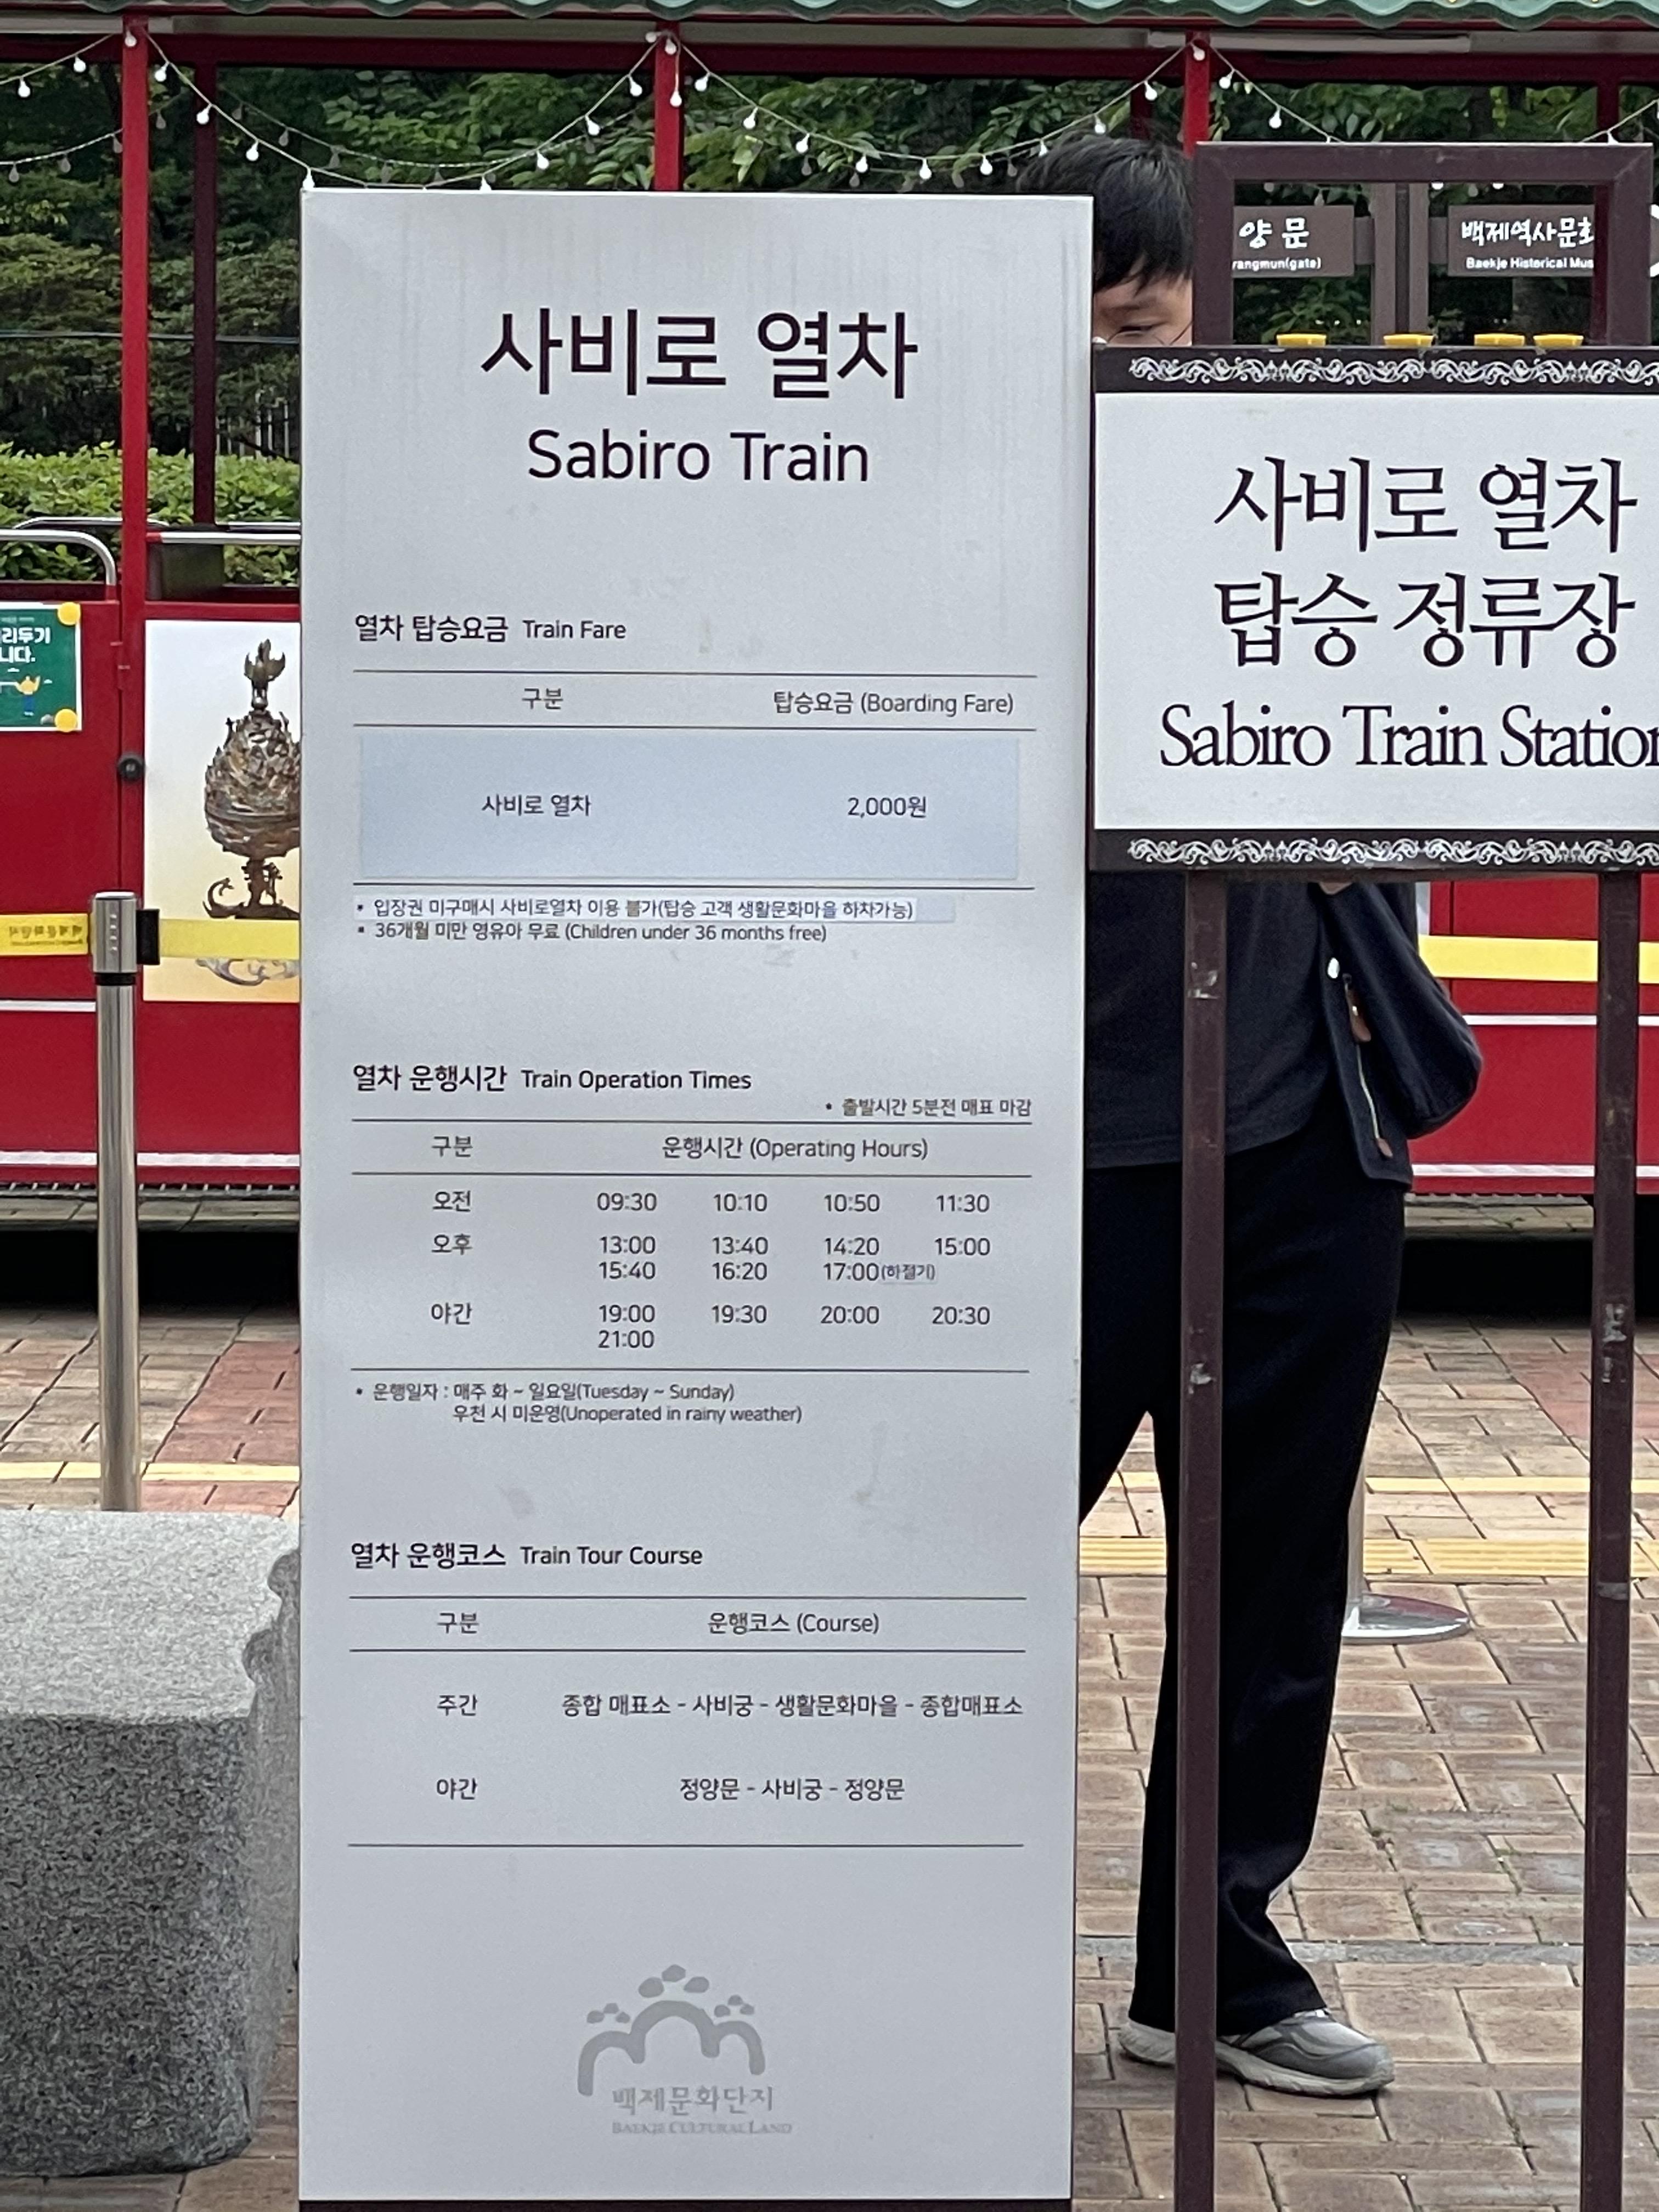 사비로 열차
Sabiro Train
열차 탑승요금 Train Fare
구분 탑승요금 (Boarding Fare)
사비로 열차 2,000원
• 입장권 미구매시 사비로열차 이용 불가(탑승 고객 생활문화마을 하차가능)
• 36개월 미만 영유아 무료 (Children under 36 months free)
열차 운행시간 Train Operation Times
• 출발시간 5분전 매표 마감
구분 운행시간 (Operating Hours)
오전 09:30 10:10 10:50 11:30
오후 13:00 13:40 14:20 15:00
15:40 16:20 17:00(하절기)
야간 19:00 19:30 20:00 20:30
21:00
• 운행일자 : 매주 화 ~ 일요일(Tuesday ~ Sunday)
우천 시 미운영(Unoperated in rainy weather)
열차 운행코스 Train Tour Course
구분 운행코스 (Course)
주간 종합 매표소 - 사비궁 - 생활문화마을 - 종합매표소
야간 정양문 - 사비궁 - 정양문
백제문화단지
BAEKJE CULTURAL LAND
양문
yangmun(gate)
백제역사문화
Baekje Historical Mus
사비로 열차
탑승 정류장
Sabiro Train Station
리두기
니다.